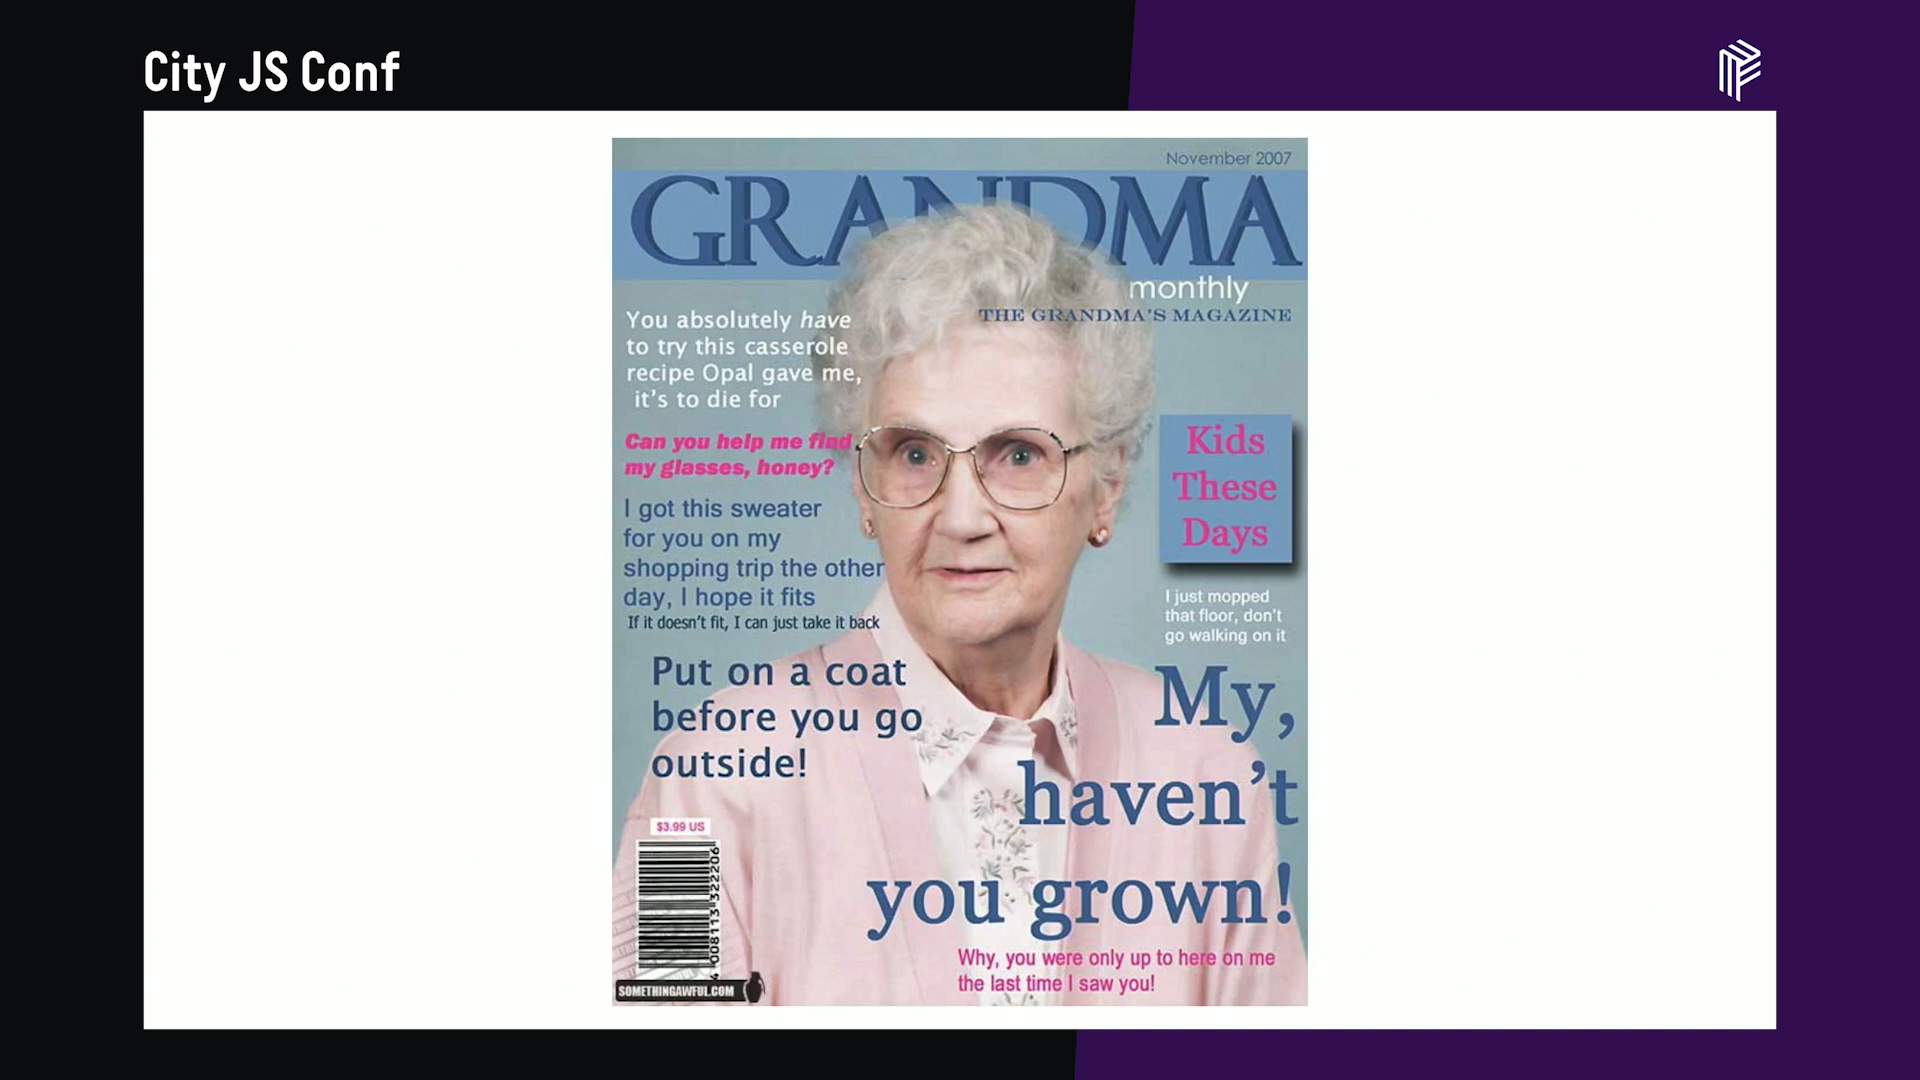 City JS Conf
November 2007
GRANDMA
monthly
THE GRANDMA'S MAGAZINE
You absolutely have
to try this casserole
recipe Opal gave me,
it's to die for
Can you help me find
my glasses, honey?
I got this sweater
for you on my
shopping trip the other
day, I hope it fits
If it doesn't fit, I can just take it back
Put on a coat
before you go
outside!
Kids
These
Days
I just mopped
that floor, don't
go walking on it
My,
haven't
you grown!
Why, you were only up to here on me
the last time I saw you!
$3.99 US
4 008113 322206
SOMETHINGAWFUL.COM